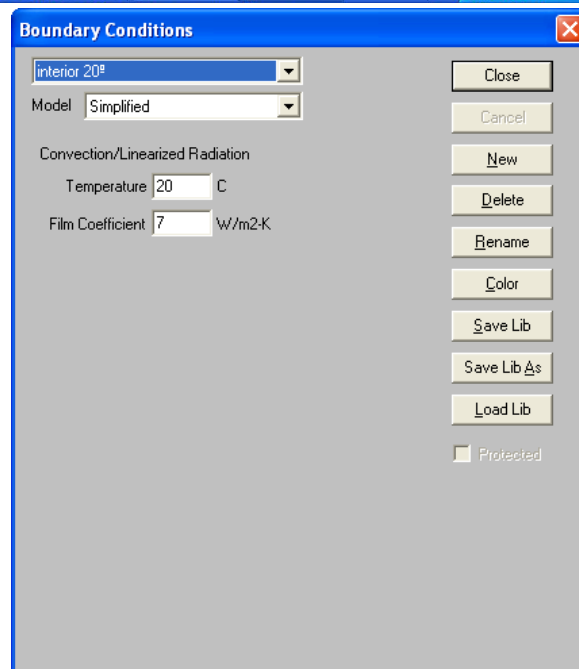 Boundary Conditions
interior 20º
Model Simplified
Convection/Linearized Radiation
Temperature 20 C
Film Coefficient 7 W/m2-K
Close
Cancel
New
Delete
Rename
Color
Save Lib
Save Lib As
Load Lib
Protected